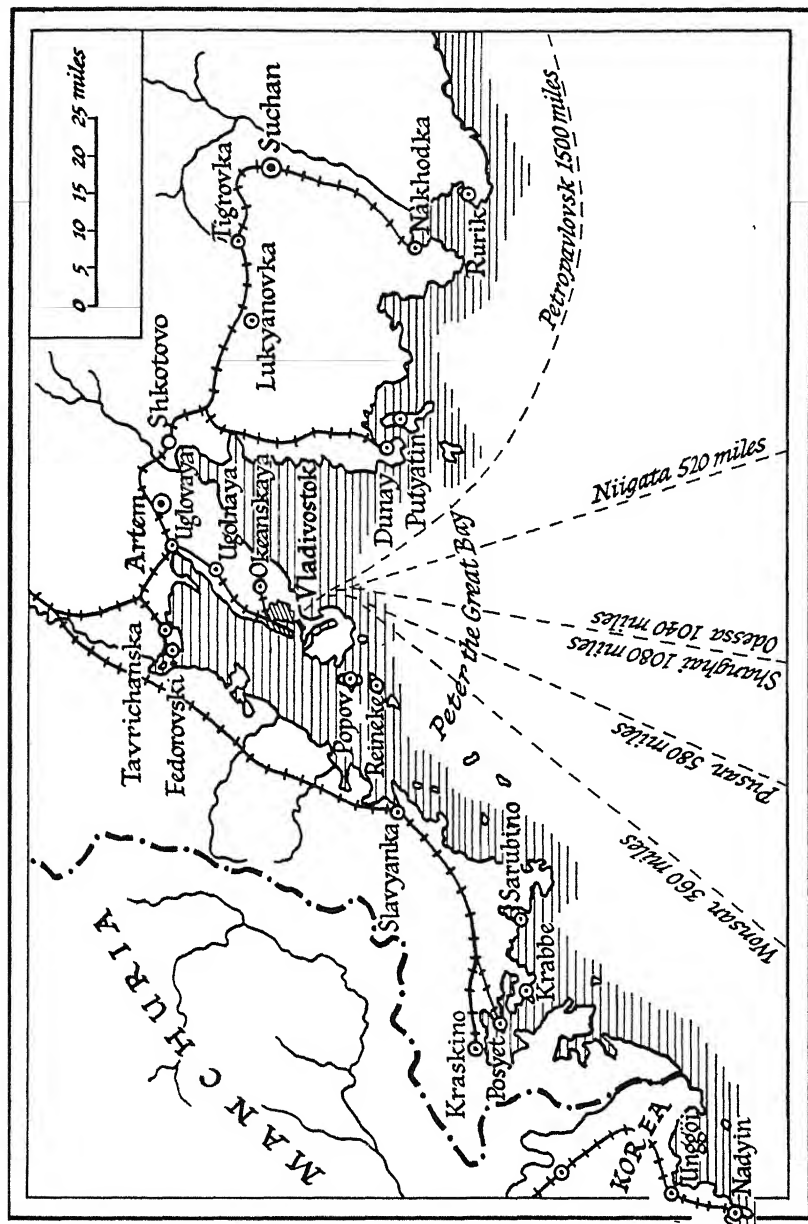 0 5 10 15 20 25 miles
MANCHURIA
KOREA
Tavrichanska
Fedorovski
Artem
Uglovaya
Ugolnaya
Okeanskaya
Vladivostok
Shkotovo
Lukyanovka
Tigrovka
Suchan
Nakhodka
Rurik
Dunay
Putyatin
Popov
Reineke
Slavyanka
Peter the Great Bay
Sarubino
Krabbe
Kraskino
Posyet
Unggöi
Nadyin
Wonsan 360 miles
Pusan 580 miles
Shanghai 1080 miles
Odessa 1040 miles
Niigata 520 miles
Petropavlovsk 1500 miles